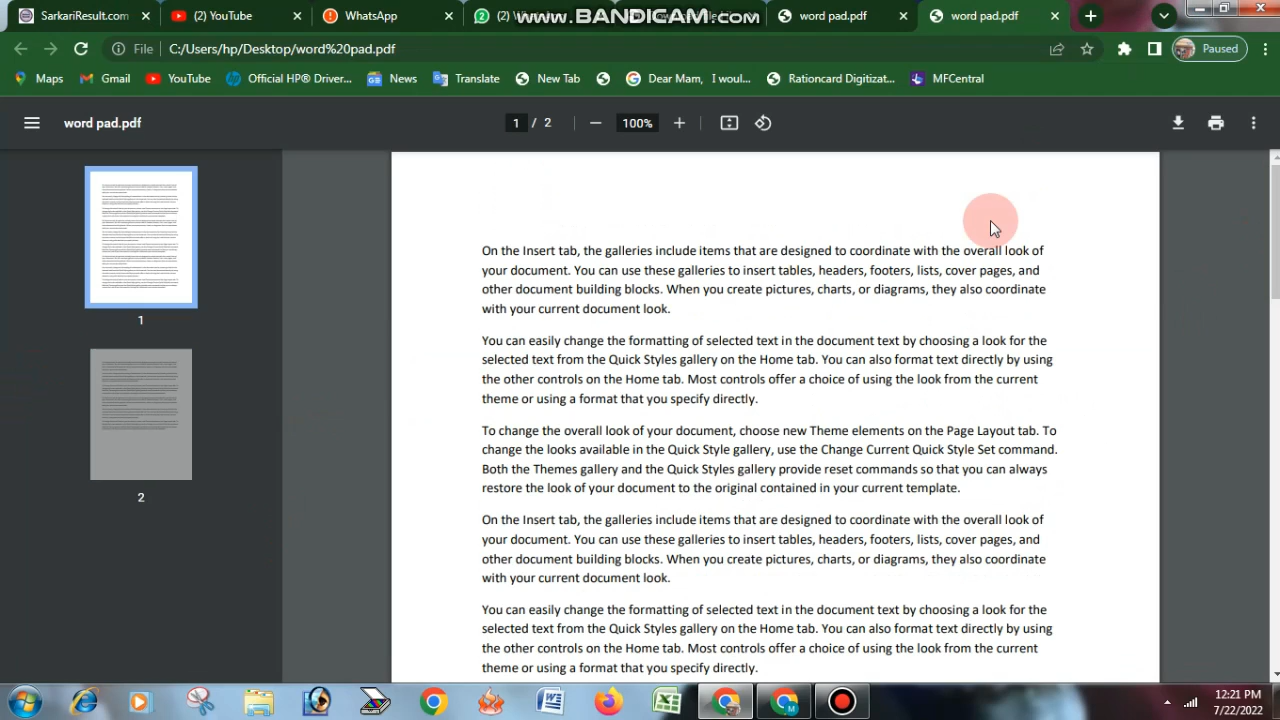 SarkariResult.com
(2) YouTube
WhatsApp
www.BANDICAM.com
word pad.pdf
word pad.pdf
File
C:/Users/hp/Desktop/word%20pad.pdf
Paused
Maps
Gmail
YouTube
Official HP® Driver...
News
Translate
New Tab
Dear Mam, I woul...
Rationcard Digitizat...
MFCentral
word pad.pdf
1 / 2
100%
1
2
On the Insert tab, the galleries include items that are designed to coordinate with the overall look of
your document. You can use these galleries to insert tables, headers, footers, lists, cover pages, and
other document building blocks. When you create pictures, charts, or diagrams, they also coordinate
with your current document look.
You can easily change the formatting of selected text in the document text by choosing a look for the
selected text from the Quick Styles gallery on the Home tab. You can also format text directly by using
the other controls on the Home tab. Most controls offer a choice of using the look from the current
theme or using a format that you specify directly.
To change the overall look of your document, choose new Theme elements on the Page Layout tab. To
change the looks available in the Quick Style gallery, use the Change Current Quick Style Set command.
Both the Themes gallery and the Quick Styles gallery provide reset commands so that you can always
restore the look of your document to the original contained in your current template.
On the Insert tab, the galleries include items that are designed to coordinate with the overall look of
your document. You can use these galleries to insert tables, headers, footers, lists, cover pages, and
other document building blocks. When you create pictures, charts, or diagrams, they also coordinate
with your current document look.
You can easily change the formatting of selected text in the document text by choosing a look for the
selected text from the Quick Styles gallery on the Home tab. You can also format text directly by using
the other controls on the Home tab. Most controls offer a choice of using the look from the current
theme or using a format that you specify directly.
12:21 PM
7/22/2022